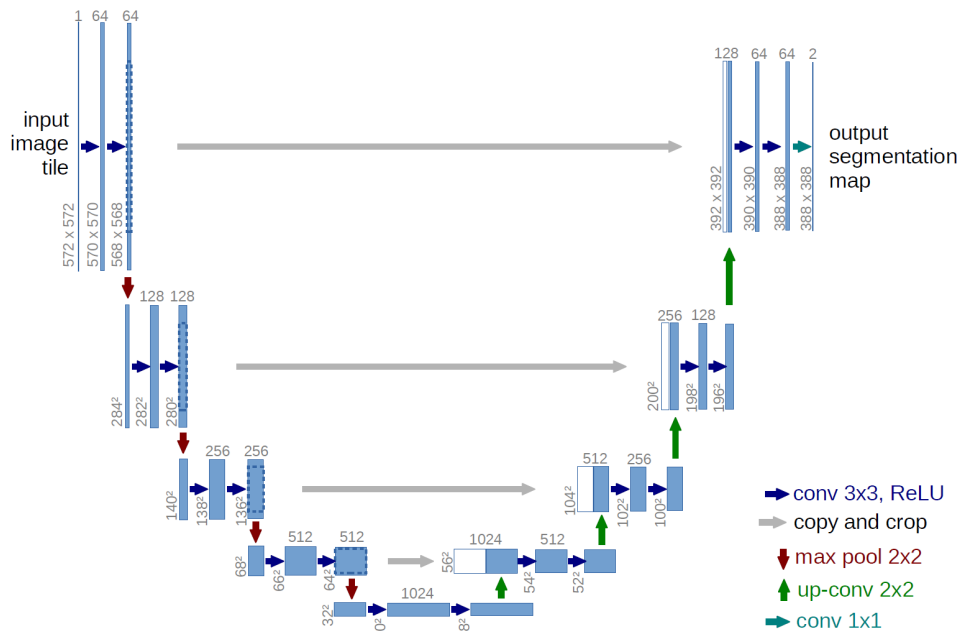 1 64 64
input
image
tile
572 x 572
570 x 570
568 x 568
128 64 64 2
output
segmentation
map
392 x 392
390 x 390
388 x 388
388 x 388
128 128
284²
282²
280²
256 128
200²
198²
196²
256 256
140²
138²
136²
512 256
104²
102²
100²
512 512
68²
66²
64²
1024 512
56²
54²
52²
1024
32²
0²
8²
conv 3x3, ReLU
copy and crop
max pool 2x2
up-conv 2x2
conv 1x1